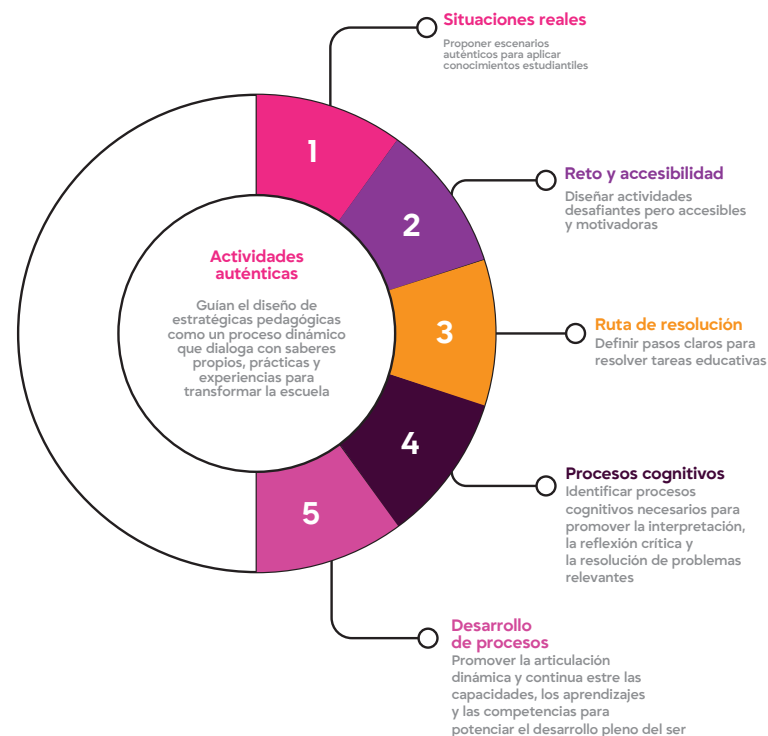 Situaciones reales
Proponer escenarios
auténticos para aplicar
conocimientos estudiantiles
1
Reto y accesibilidad
Diseñar actividades
desafiantes pero accesibles
y motivadoras
2
Actividades
auténticas
Guían el diseño de
estratégicas pedagógicas
como un proceso dinámico
que dialoga con saberes
propios, prácticas y
experiencias para
transformar la escuela
3
Ruta de resolución
Definir pasos claros para
resolver tareas educativas
4
Procesos cognitivos
Identificar procesos
cognitivos necesarios para
promover la interpretación,
la reflexión crítica y
la resolución de problemas
relevantes
5
Desarrollo
de procesos
Promover la articulación
dinámica y continua estre las
capacidades, los aprendizajes
y las competencias para
potenciar el desarrollo pleno del ser